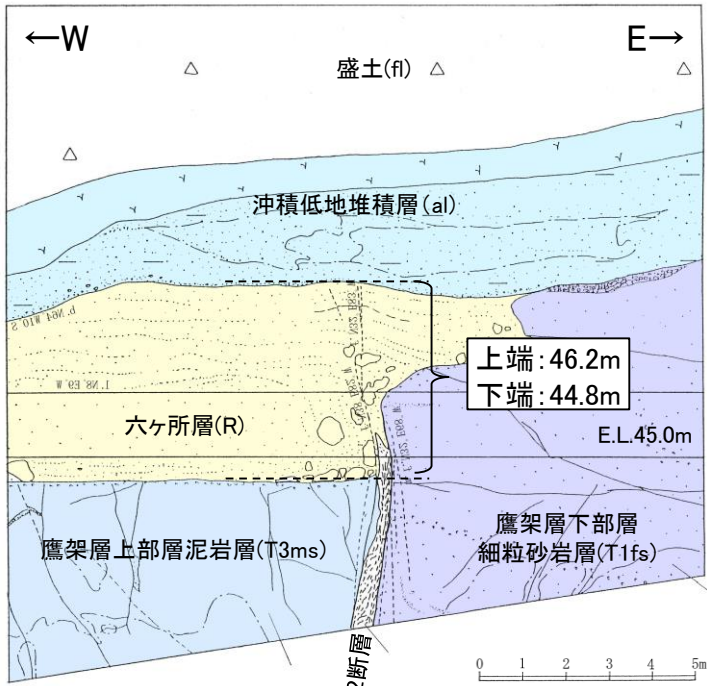 ←W
E→
盛土(fl)
沖積低地堆積層(al)
上端:46.2m
下端:44.8m
六ヶ所層(R)
E.L.45.0m
鷹架層上部層泥岩層(T3ms)
鷹架層下部層
細粒砂岩層(T1fs)
断層
0 1 2 3 4 5m